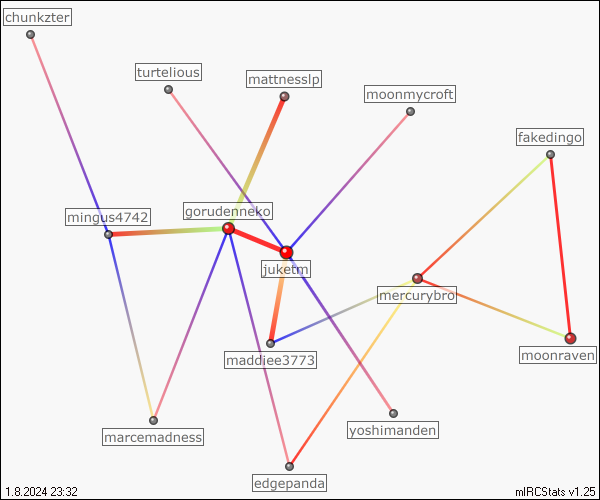 chunkzter
turtelious
mattnesslp
moonmycroft
fakedingo
gorudenneko
mingus4742
juketm
mercurybro
maddiee3773
moonraven
marcemadness
yoshimanden
edgepanda
1.8.2024 23:32
mIRCStats v1.25